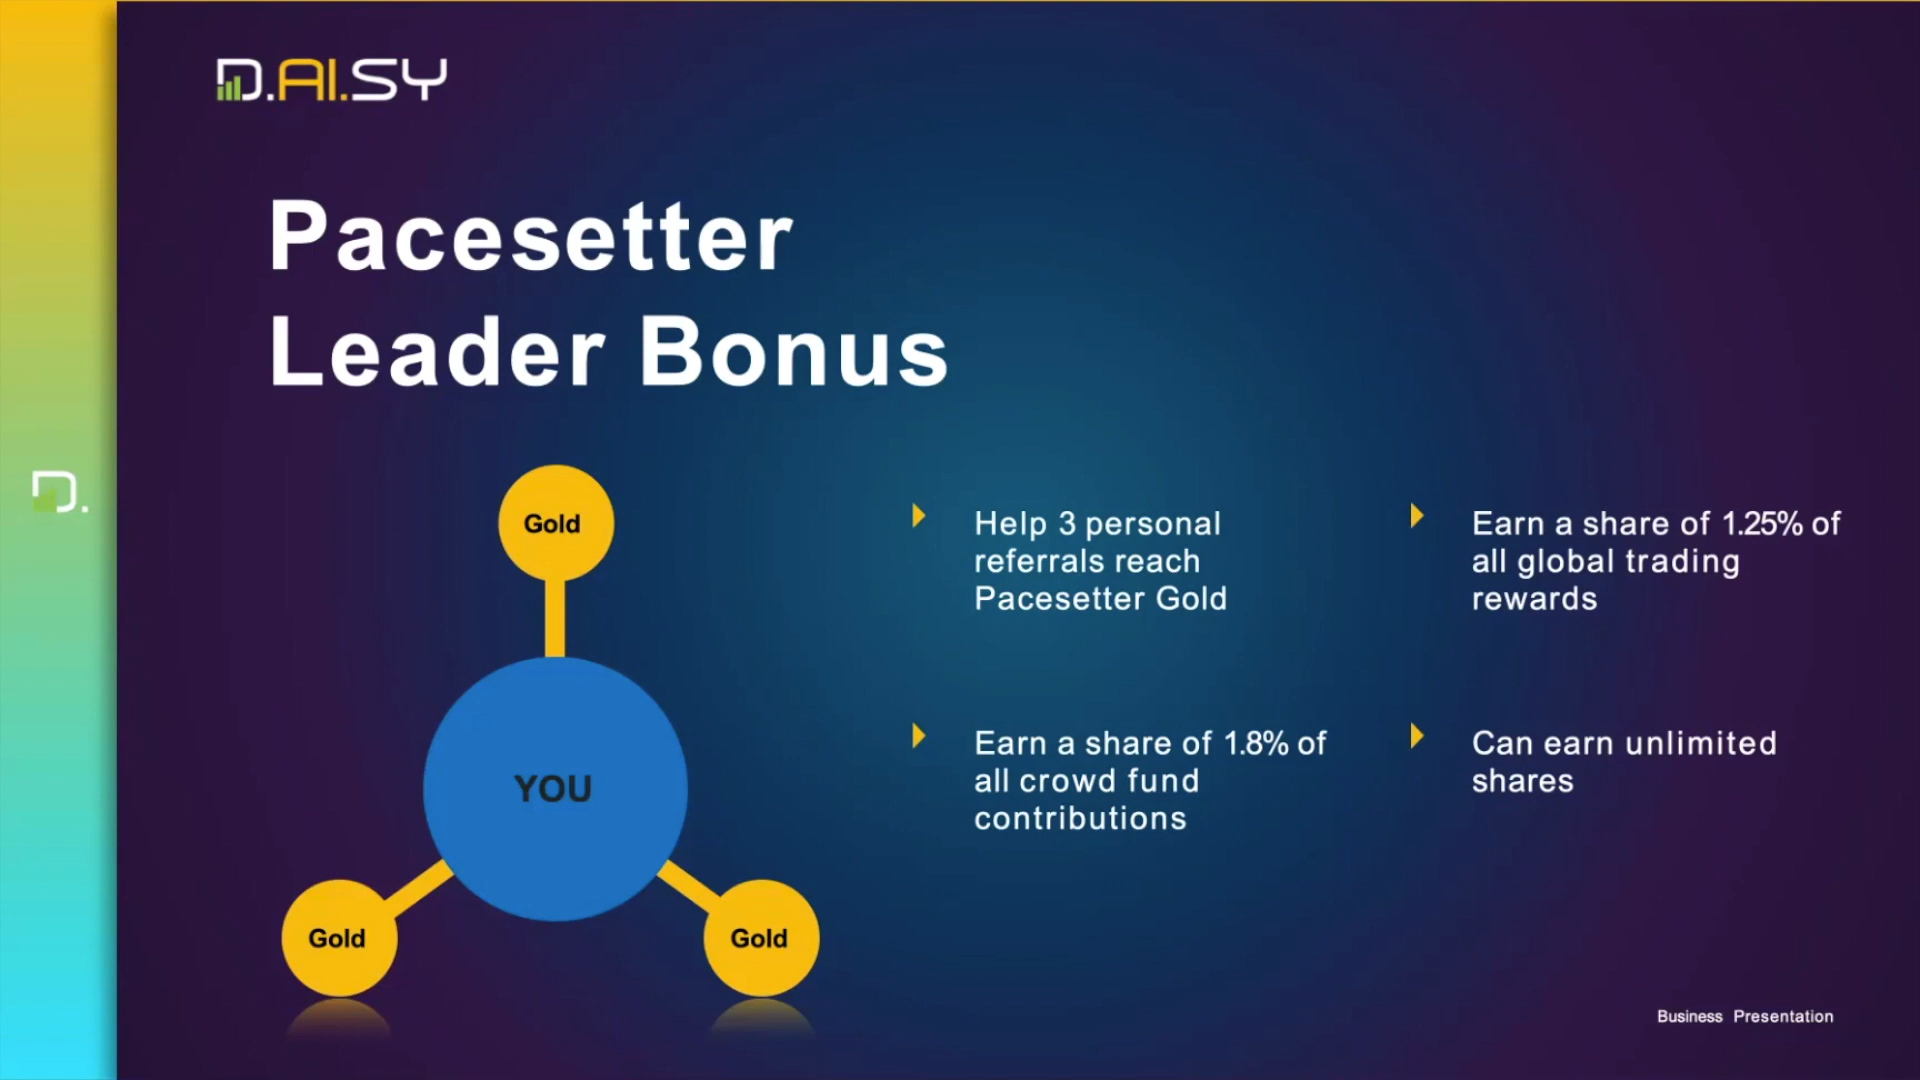 D.AI.SY
Pacesetter
Leader Bonus
D.
Gold
YOU
Gold
Gold
Help 3 personal
referrals reach
Pacesetter Gold
Earn a share of 1.25% of
all global trading
rewards
Earn a share of 1.8% of
all crowd fund
contributions
Can earn unlimited
shares
Business Presentation